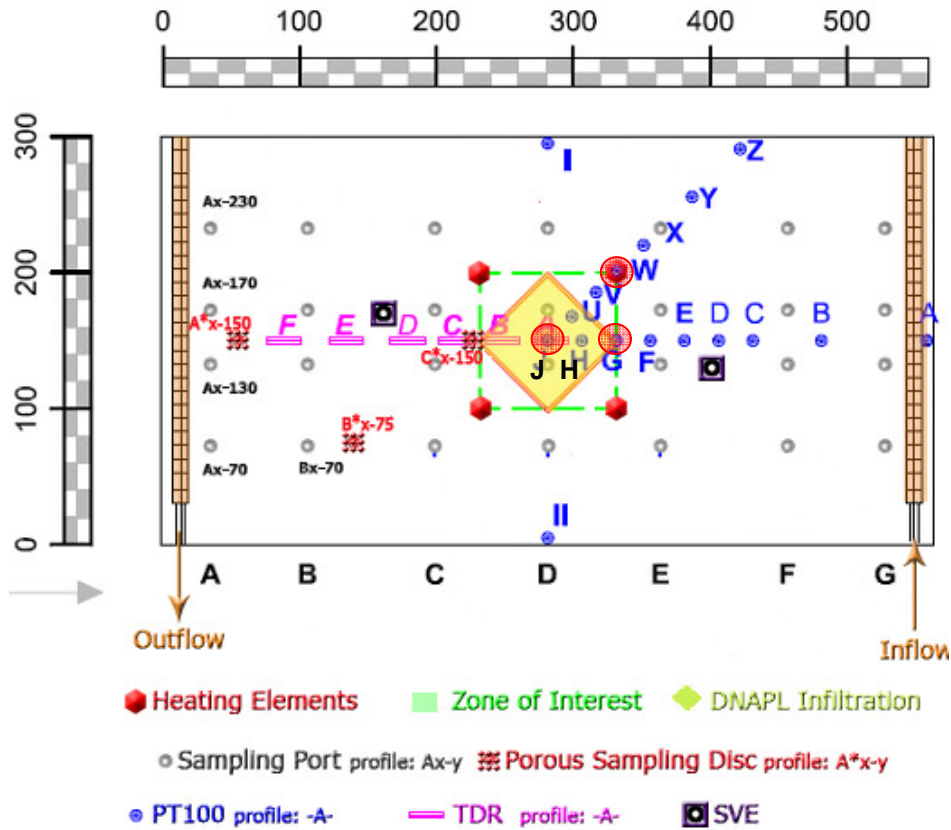 0 100 200 300 400 500
300
200
100
0
I
Z
Y
X
W
V
U
Ax-230
Ax-170
A*x-150
F E D C B A
C*x-150
E D C B A
H G F
J H
Ax-130
B*x-75
Ax-70
Bx-70
II
A B C D E F G
Outflow
Inflow
Heating Elements
Zone of Interest
DNAPL Infiltration
Sampling Port profile: Ax-y
Porous Sampling Disc profile: A*x-y
PT100 profile: -A-
TDR profile: -A-
SVE